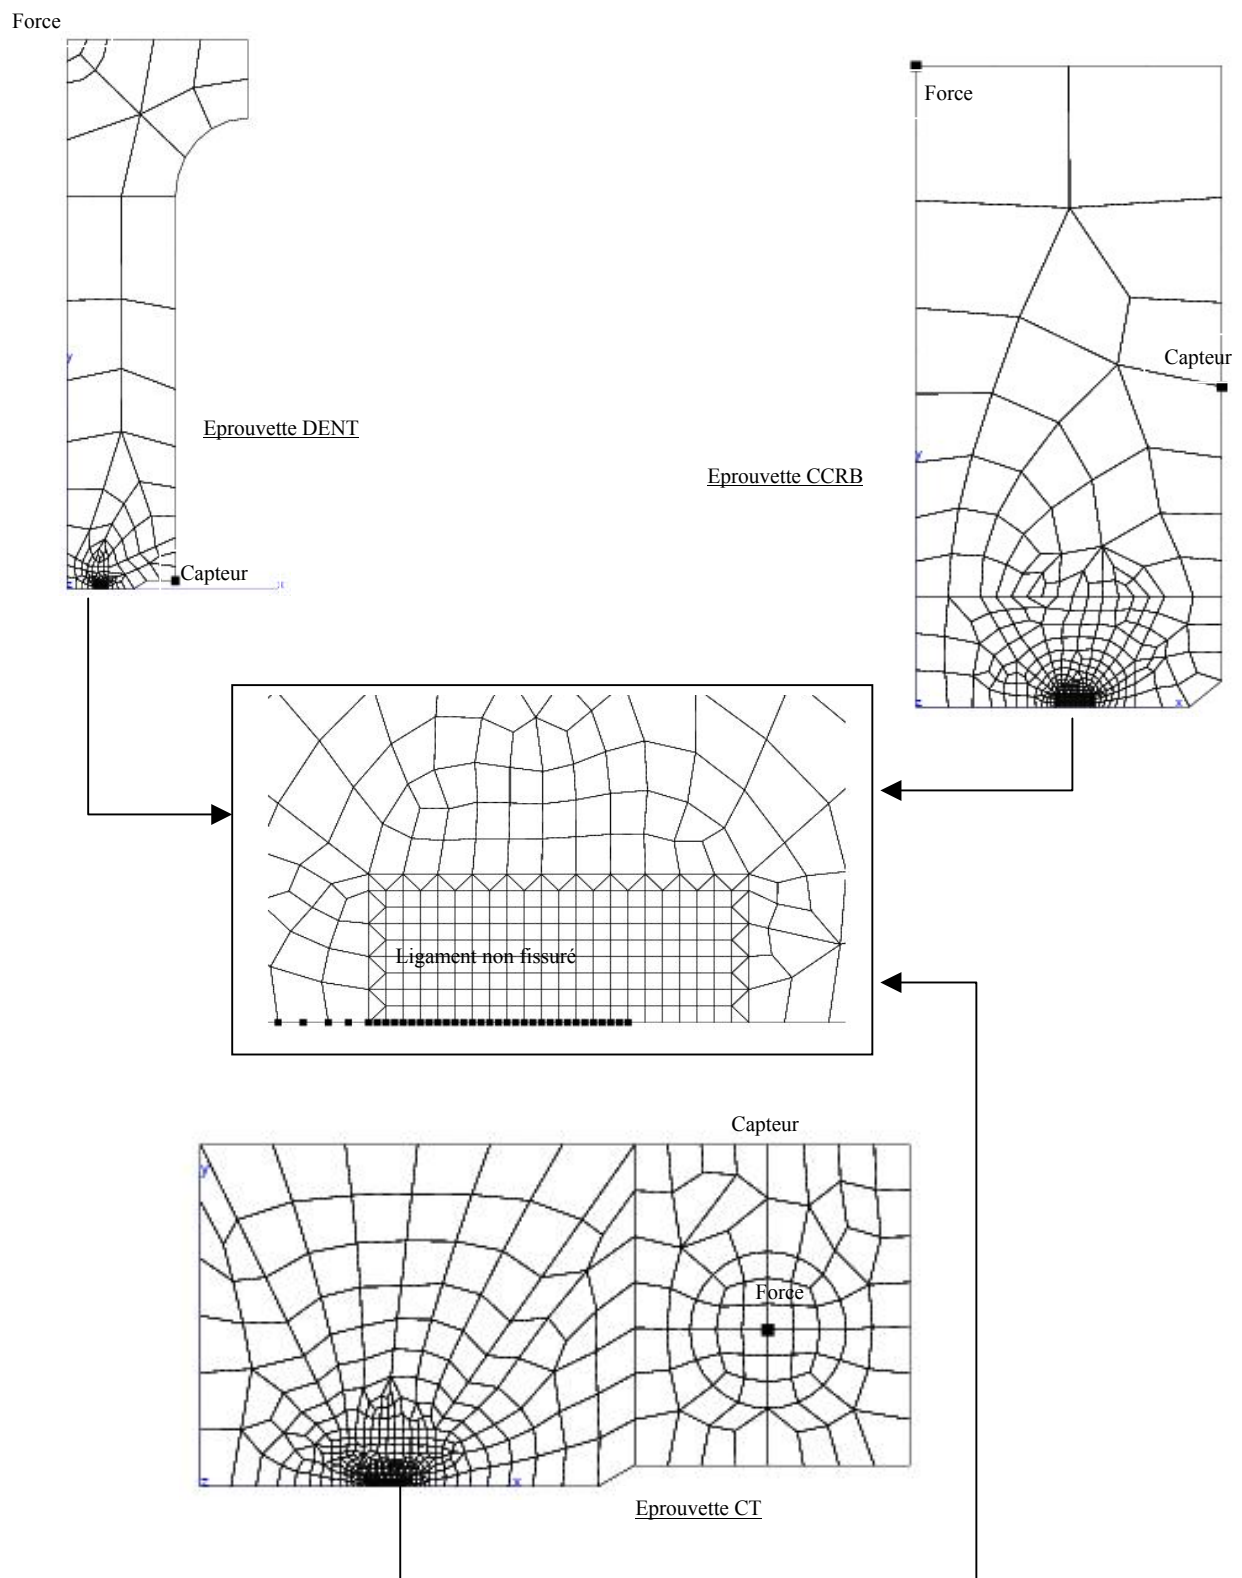 Force
Force
Capteur
Eprouvette DENT
y
Eprouvette CCRB
y
Capteur
z
x
z
x
Ligament non fissuré
Capteur
y
Force
z
x
Eprouvette CT